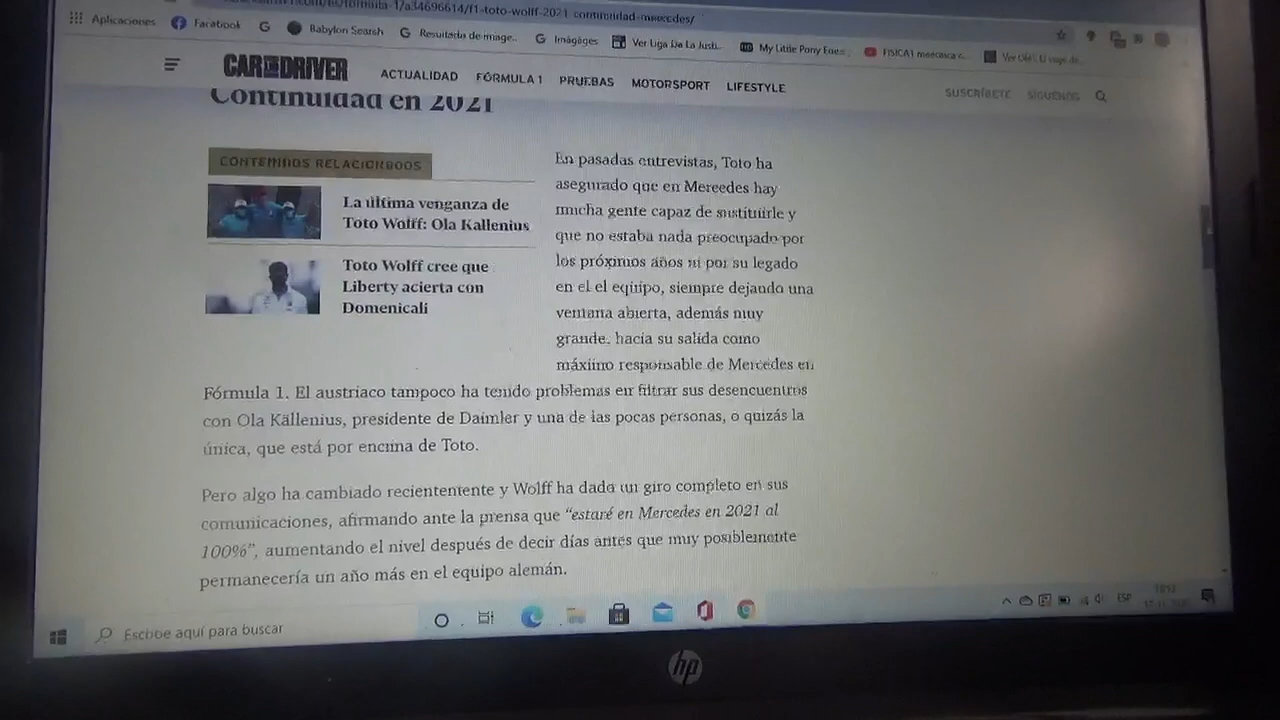 Aplicaciones
Facebook
Babylon Search
Imágages
Ver Liga De La Justi...
My Little Pony
CAR AND DRIVER
ACTUALIDAD
FÓRMULA 1
PRUEBAS
MOTORSPORT
LIFESTYLE
SUSCRÍBETE
SÍGUENOS
Continuidad en 2021
CONTENIDOS RELACIONADOS
La última venganza de
Toto Wolff: Ola Kallenius
Toto Wolff cree que
Liberty acierta con
Domenicali
En pasadas entrevistas, Toto ha
asegurado que en Mercedes hay
mucha gente capaz de sustituirle y
que no estaba nada preocupado por
los próximos años ni por su legado
en el el equipo, siempre dejando una
ventana abierta, además muy
grande, hacia su salida como
máximo responsable de Mercedes en
Fórmula 1. El austriaco tampoco ha tenido problemas en filtrar sus desencuentros
con Ola Källenius, presidente de Daimler y una de las pocas personas, o quizás la
única, que está por encima de Toto.
Pero algo ha cambiado recientemente y Wolff ha dado un giro completo en sus
comunicaciones, afirmando ante la prensa que “estaré en Mercedes en 2021 al
100%”, aumentando el nivel después de decir días antes que muy posiblemente
permanecería un año más en el equipo alemán.
Escribe aquí para buscar
ESP
hp